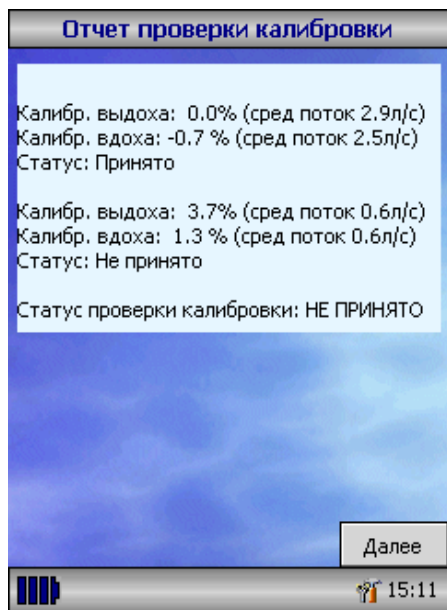 Отчет проверки калибровки
Калибр. выдоха: 0.0% (сред поток 2.9л/с)
Калибр. вдоха: -0.7 % (сред поток 2.5л/с)
Статус: Принято
Калибр. выдоха: 3.7% (сред поток 0.6л/с)
Калибр. вдоха: 1.3 % (сред поток 0.6л/с)
Статус: Не принято
Статус проверки калибровки: НЕ ПРИНЯТО
Далее
15:11